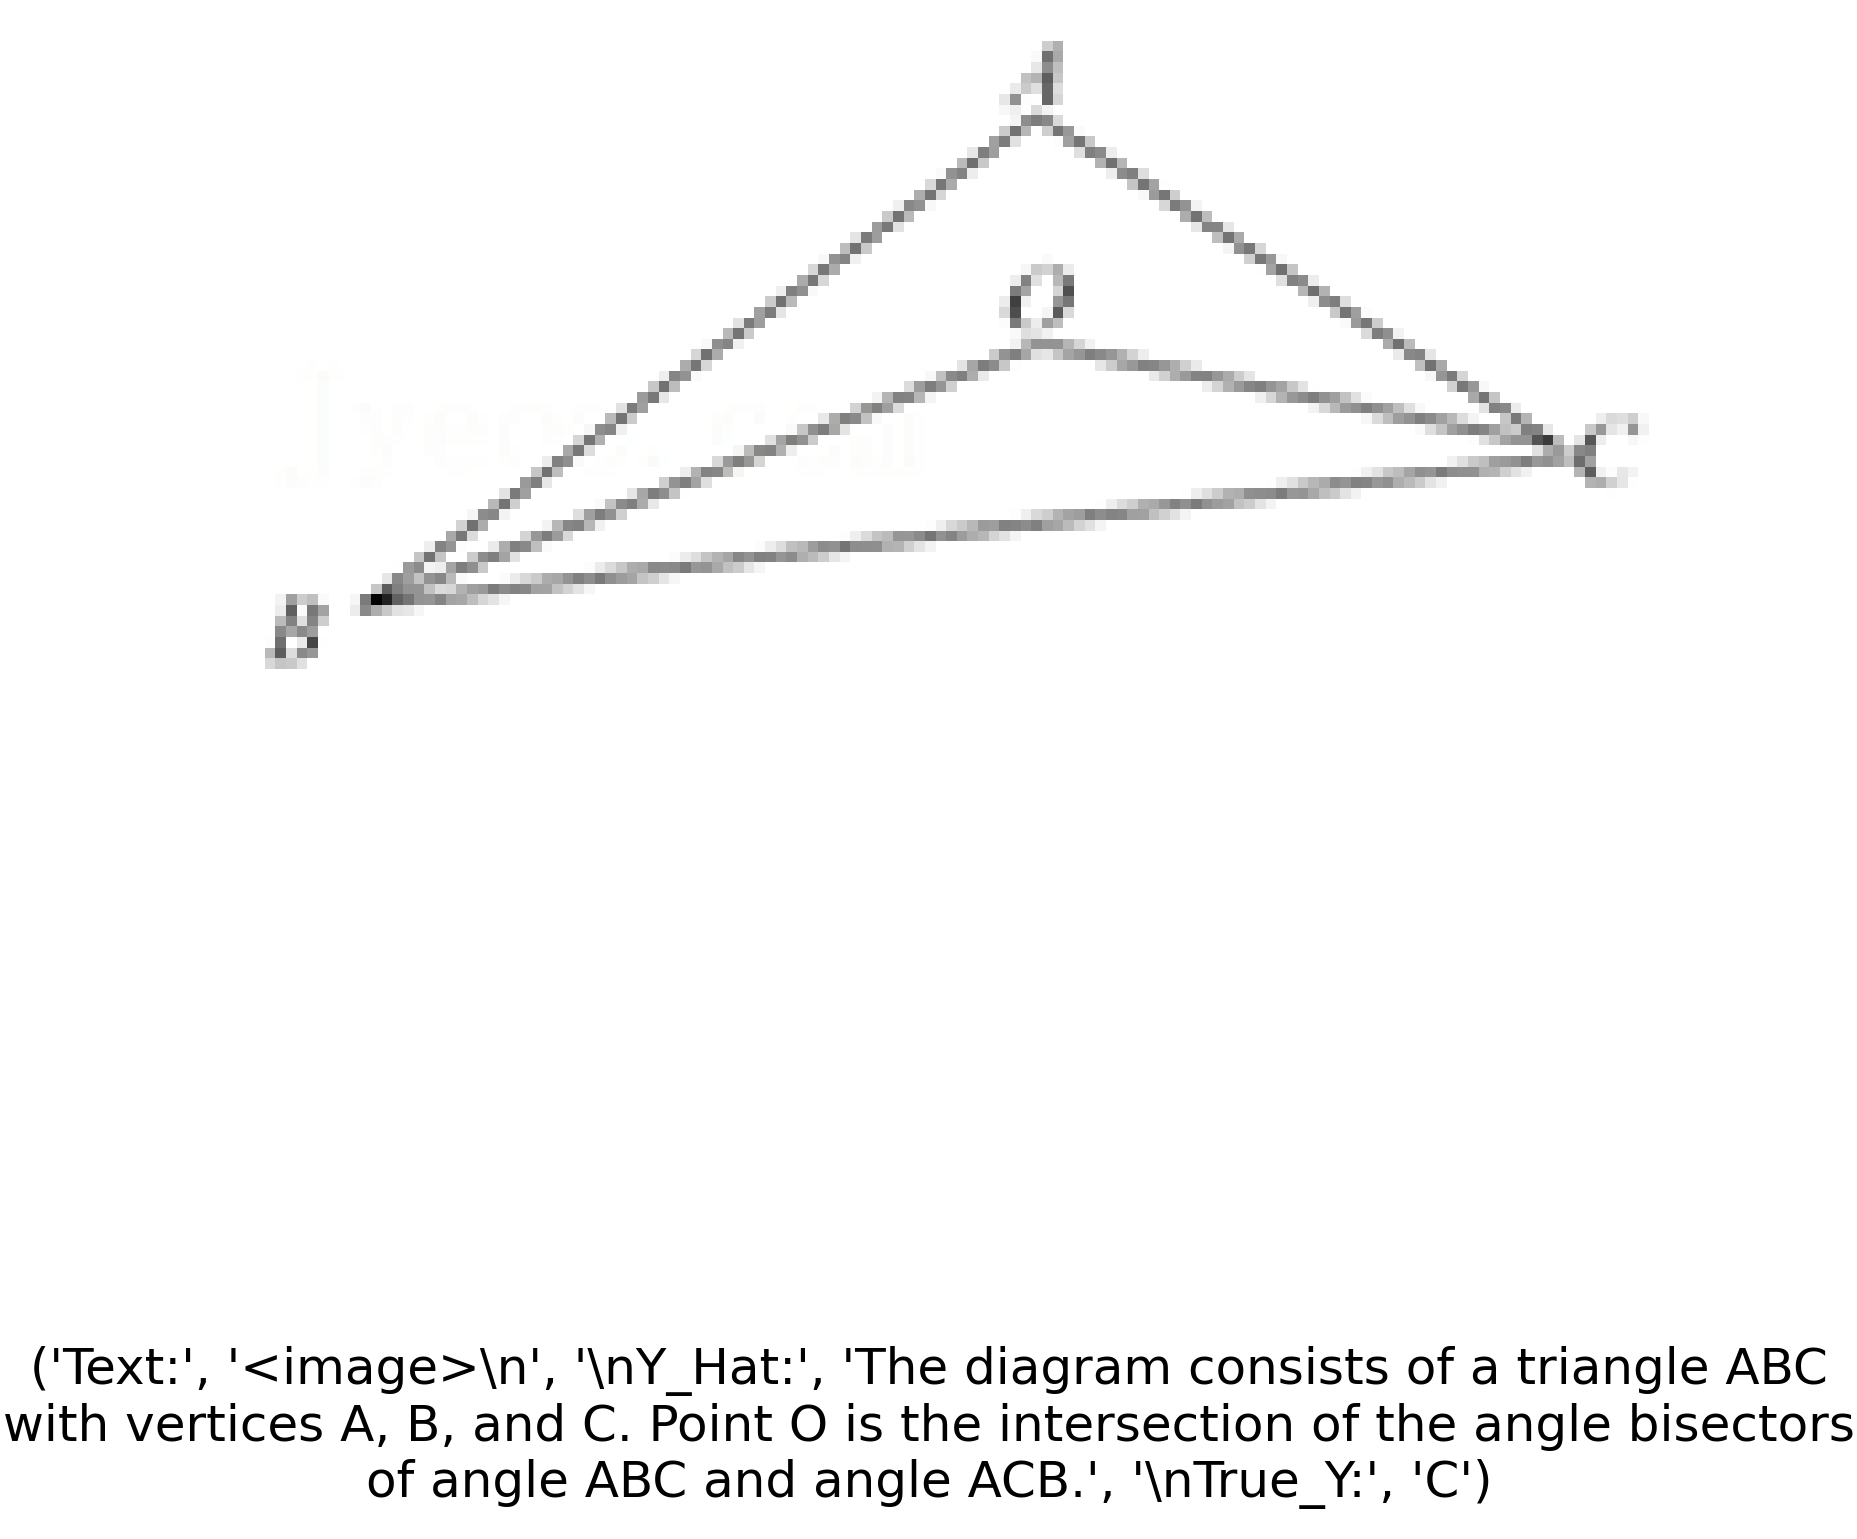 A
O
C
B
('Text:', '<image>\n', '\nY_Hat:', 'The diagram consists of a triangle ABC
with vertices A, B, and C. Point O is the intersection of the angle bisectors
of angle ABC and angle ACB.', '\nTrue_Y:', 'C')